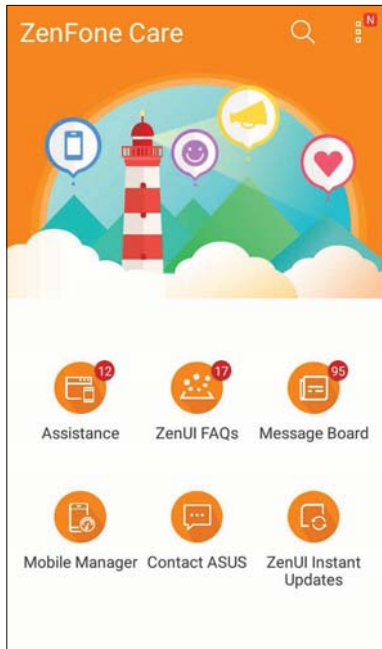 ZenFone Care
N
12
17
95
Assistance
ZenUI FAQs
Message Board
Mobile Manager
Contact ASUS
ZenUI Instant
Updates